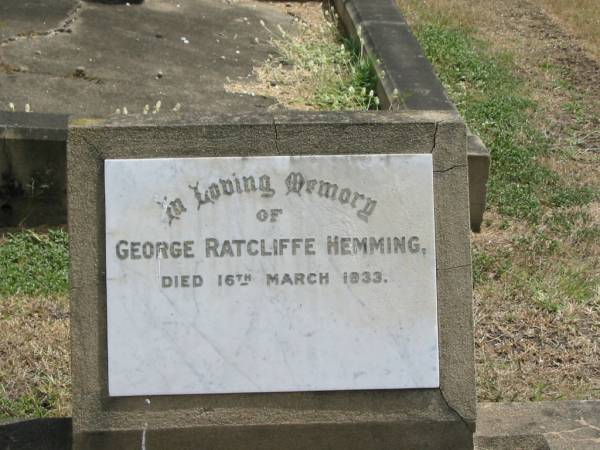 In Loving Memory
OF
GEORGE RATCLIFFE HEMMING,
DIED 16TH MARCH 1933.